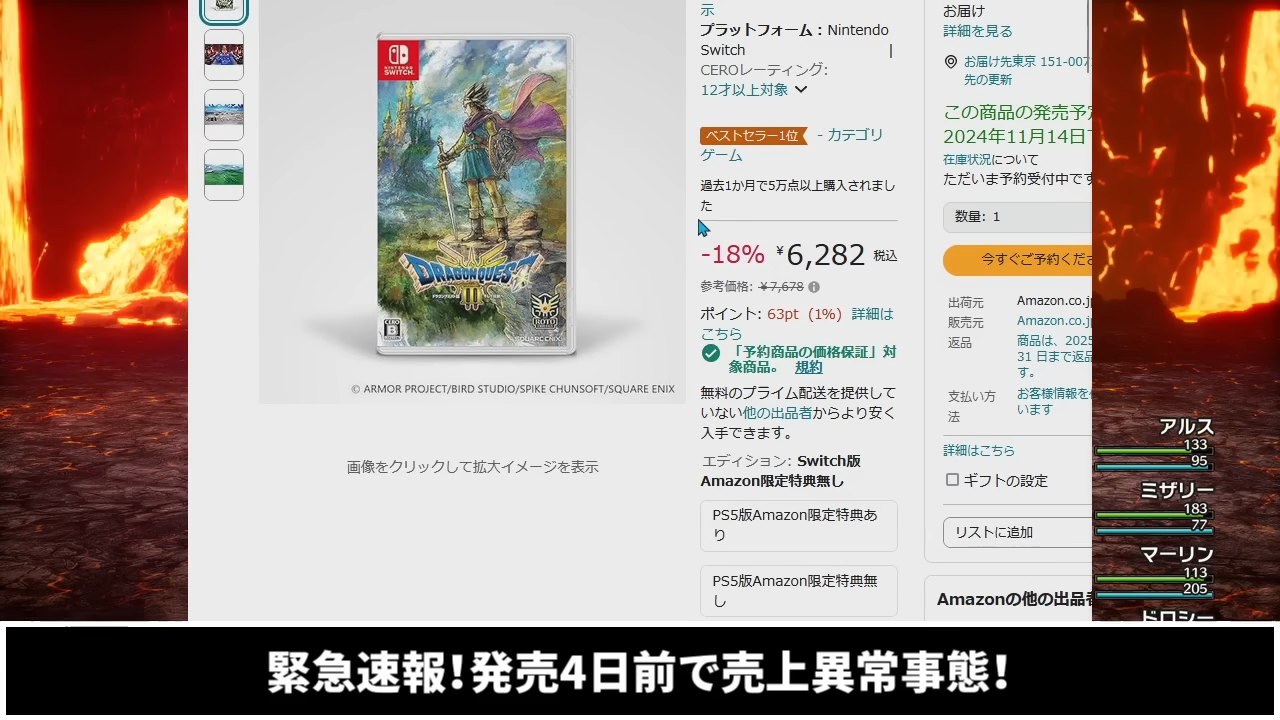 示
プラットフォーム : Nintendo
Switch |
CEROレーティング:
12才以上対象
ベストセラー1位 - カテゴリ
ゲーム
過去1か月で5万点以上購入されまし
た
-18% ¥6,282 税込
参考価格: ¥7,678
ポイント: 63pt (1%) 詳細は
こちら
「予約商品の価格保証」対
象商品。 規約
無料のプライム配送を提供して
いない他の出品者からより安く
入手できます。
エディション: Switch版
Amazon限定特典無し
PS5版Amazon限定特典あ
り
PS5版Amazon限定特典無
し
NINTENDO
SWITCH
DRAGON QUEST
III
ROTO
CERO
B
SQUARE ENIX
© ARMOR PROJECT/BIRD STUDIO/SPIKE CHUNSOFT/SQUARE ENIX
画像をクリックして拡大イメージを表示
お届け
詳細を見る
お届け先東京 151-007
先の更新
この商品の発売予定
2024年11月14日で
在庫状況について
ただいま予約受付中です
数量: 1
今すぐご予約くださ
出荷元 Amazon.co.j
販売元 Amazon.co.j
返品 商品は、2025
31 日まで返品
す。
支払い方 お客様情報を
法 います
詳細はこちら
ギフトの設定
リストに追加
Amazonの他の出品者
アルス
133
95
ミザリー
183
77
マーリン
113
205
ドロシー
緊急速報!発売4日前で売上異常事態!